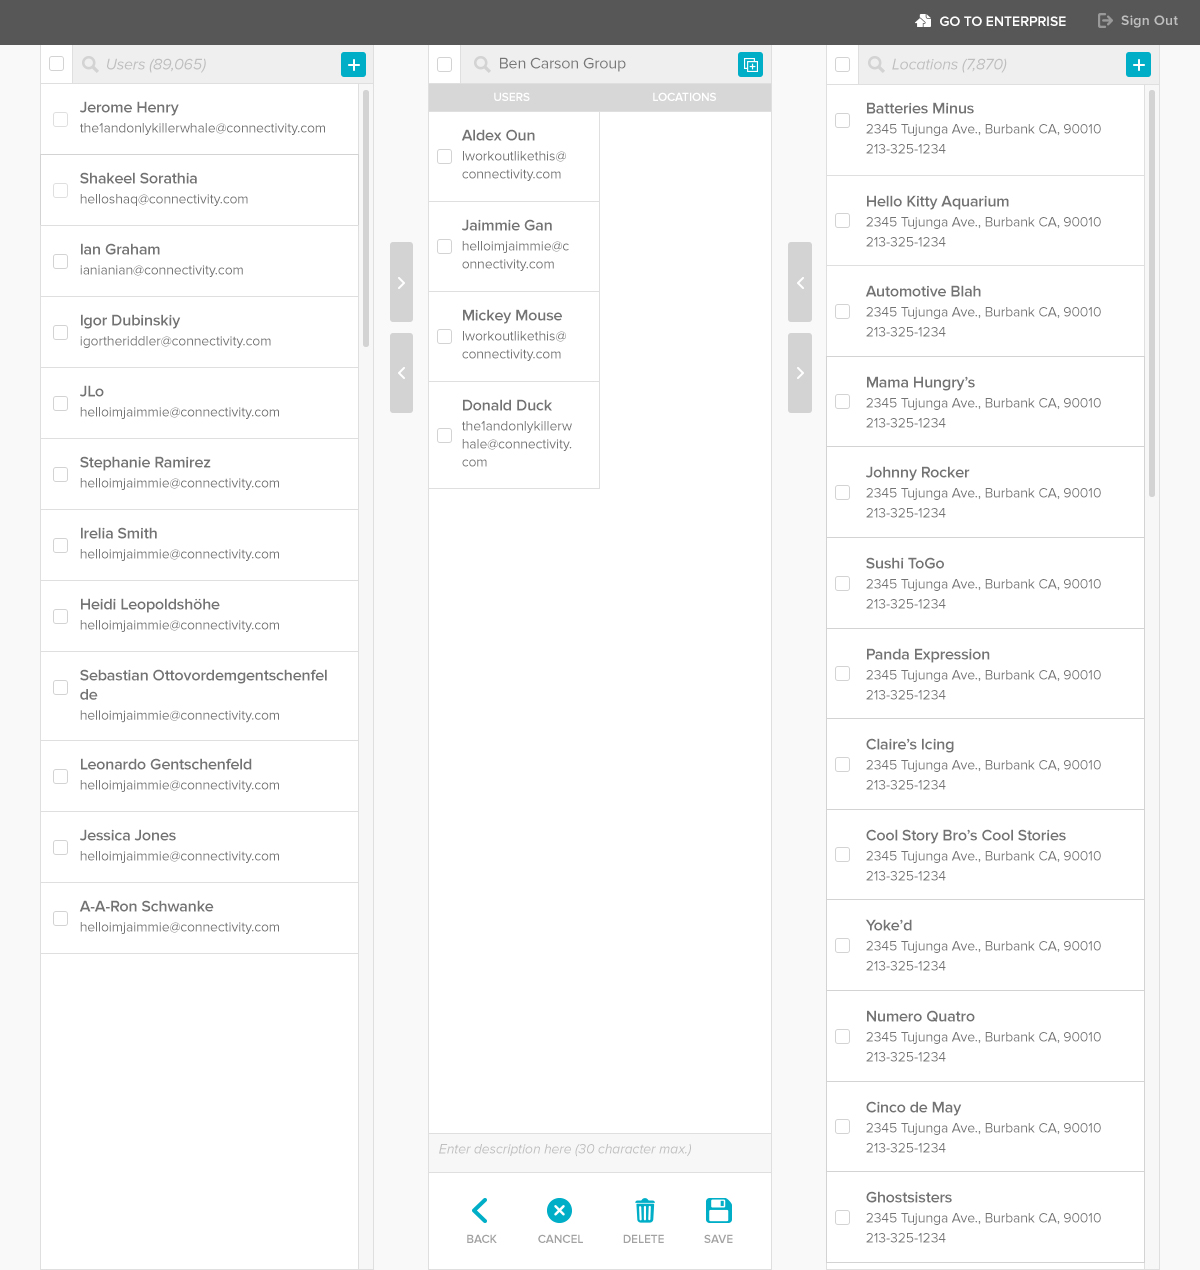 GO TO ENTERPRISE
Sign Out
Users (89,065)
Jerome Henry
the1andonlykillerwhale@connectivity.com
Shakeel Sorathia
helloshaq@connectivity.com
Ian Graham
ianianian@connectivity.com
Igor Dubinskiy
igortheriddler@connectivity.com
JLo
helloimjaimmie@connectivity.com
Stephanie Ramirez
helloimjaimmie@connectivity.com
Irelia Smith
helloimjaimmie@connectivity.com
Heidi Leopoldshöhe
helloimjaimmie@connectivity.com
Sebastian Ottovordemgentschenfel
de
helloimjaimmie@connectivity.com
Leonardo Gentschenfeld
helloimjaimmie@connectivity.com
Jessica Jones
helloimjaimmie@connectivity.com
A-A-Ron Schwanke
helloimjaimmie@connectivity.com
Ben Carson Group
USERS
LOCATIONS
Aldex Oun
Iworkoutlikethis@
connectivity.com
Jaimmie Gan
helloimjaimmie@c
onnectivity.com
Mickey Mouse
Iworkoutlikethis@
connectivity.com
Donald Duck
the1andonlykillerw
hale@connectivity.
com
Enter description here (30 character max.)
BACK
CANCEL
DELETE
SAVE
Locations (7,870)
Batteries Minus
2345 Tujunga Ave., Burbank CA, 90010
213-325-1234
Hello Kitty Aquarium
2345 Tujunga Ave., Burbank CA, 90010
213-325-1234
Automotive Blah
2345 Tujunga Ave., Burbank CA, 90010
213-325-1234
Mama Hungry's
2345 Tujunga Ave., Burbank CA, 90010
213-325-1234
Johnny Rocker
2345 Tujunga Ave., Burbank CA, 90010
213-325-1234
Sushi ToGo
2345 Tujunga Ave., Burbank CA, 90010
213-325-1234
Panda Expression
2345 Tujunga Ave., Burbank CA, 90010
213-325-1234
Claire's Icing
2345 Tujunga Ave., Burbank CA, 90010
213-325-1234
Cool Story Bro's Cool Stories
2345 Tujunga Ave., Burbank CA, 90010
213-325-1234
Yoke'd
2345 Tujunga Ave., Burbank CA, 90010
213-325-1234
Numero Quatro
2345 Tujunga Ave., Burbank CA, 90010
213-325-1234
Cinco de May
2345 Tujunga Ave., Burbank CA, 90010
213-325-1234
Ghostsisters
2345 Tujunga Ave., Burbank CA, 90010
213-325-1234